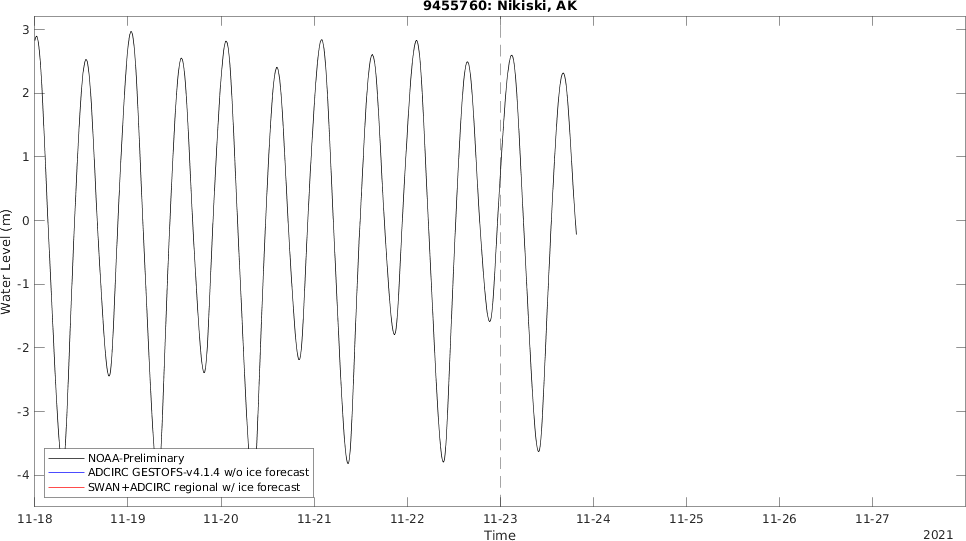 9455760: Nikiski, AK
3
2
1
0
-1
-2
-3
-4
Water Level (m)
NOAA-Preliminary
ADCIRC GESTOFS-v4.1.4 w/o ice forecast
SWAN+ADCIRC regional w/ ice forecast
11-18 11-19 11-20 11-21 11-22 11-23 11-24 11-25 11-26 11-27
Time
2021